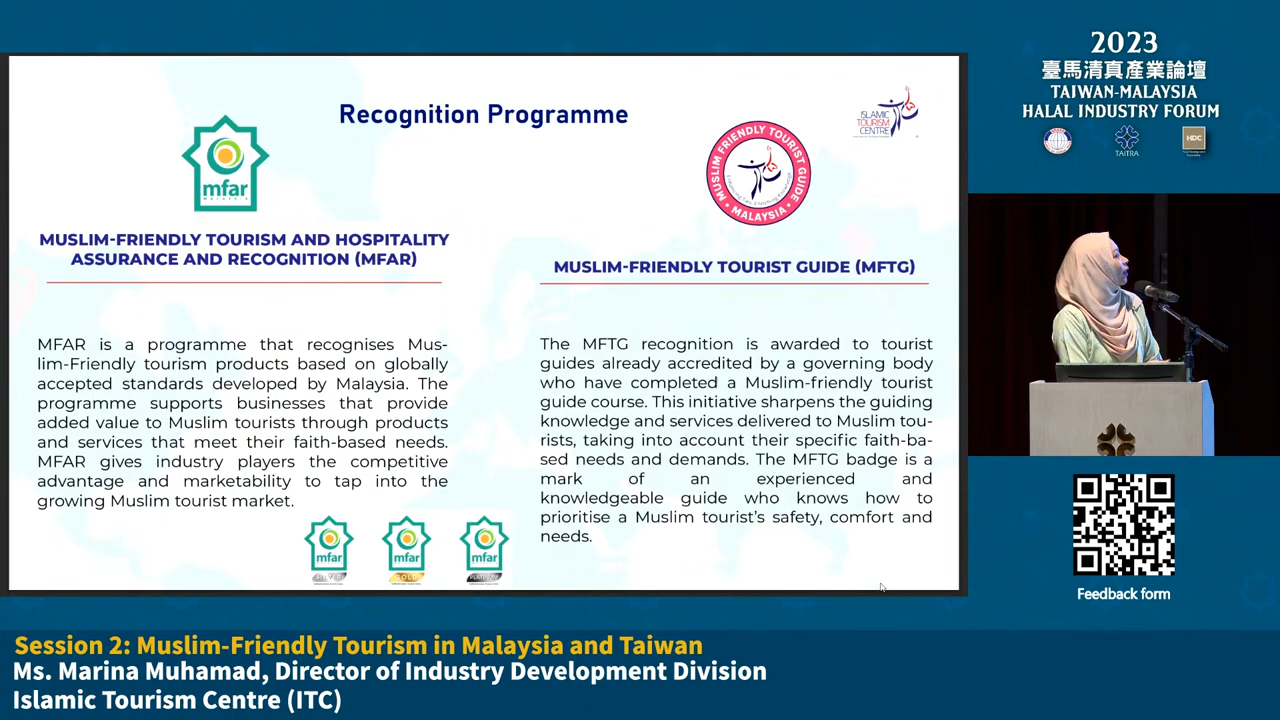 Recognition Programme
mfar
MALAYSIA
MUSLIM FRIENDLY TOURIST GUIDE
• MALAYSIA •
ISLAMIC
TOURISM
CENTRE
MUSLIM-FRIENDLY TOURISM AND HOSPITALITY
ASSURANCE AND RECOGNITION (MFAR)
MFAR is a programme that recognises Mus-
lim-Friendly tourism products based on globally
accepted standards developed by Malaysia. The
programme supports businesses that provide
added value to Muslim tourists through products
and services that meet their faith-based needs.
MFAR gives industry players the competitive
advantage and marketability to tap into the
growing Muslim tourist market.
mfar
mfar
GOLD
mfar
MUSLIM-FRIENDLY TOURIST GUIDE (MFTG)
The MFTG recognition is awarded to tourist
guides already accredited by a governing body
who have completed a Muslim-friendly tourist
guide course. This initiative sharpens the guiding
knowledge and services delivered to Muslim tou-
rists, taking into account their specific faith-ba-
sed needs and demands. The MFTG badge is a
mark of an experienced and
knowledgeable guide who knows how to
prioritise a Muslim tourist's safety, comfort and
needs.
2023
臺馬清真產業論壇
TAIWAN-MALAYSIA
HALAL INDUSTRY FORUM
TAITRA
HDC
Feedback form
Session 2: Muslim-Friendly Tourism in Malaysia and Taiwan
Ms. Marina Muhamad, Director of Industry Development Division
Islamic Tourism Centre (ITC)